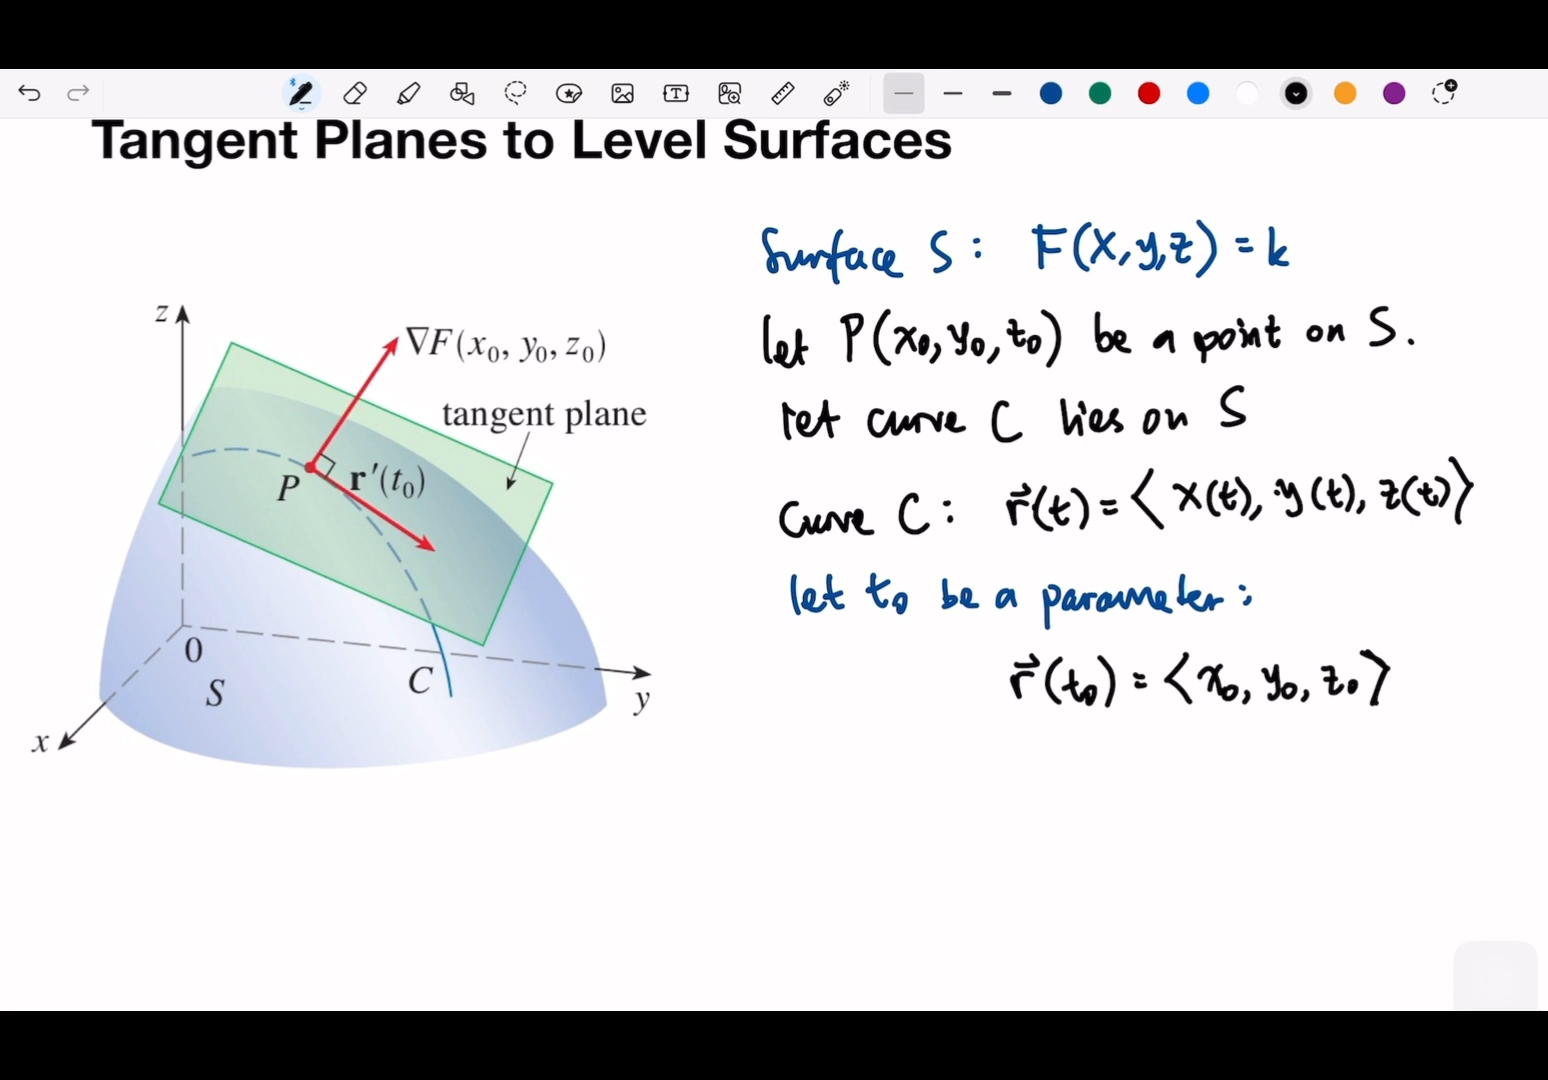 Tangent Planes to Level Surfaces
Surface S: F(x, y, z) = k
let P(x₀, y₀, t₀) be a point on S.
let curve C lies on S
Curve C: r⃗(t) = ⟨x(t), y(t), z(t)⟩
let t₀ be a parameter:
r⃗(t₀) = ⟨x₀, y₀, z₀⟩
z
∇F(x₀, y₀, z₀)
tangent plane
P
r′(t₀)
0
S
C
y
x
T